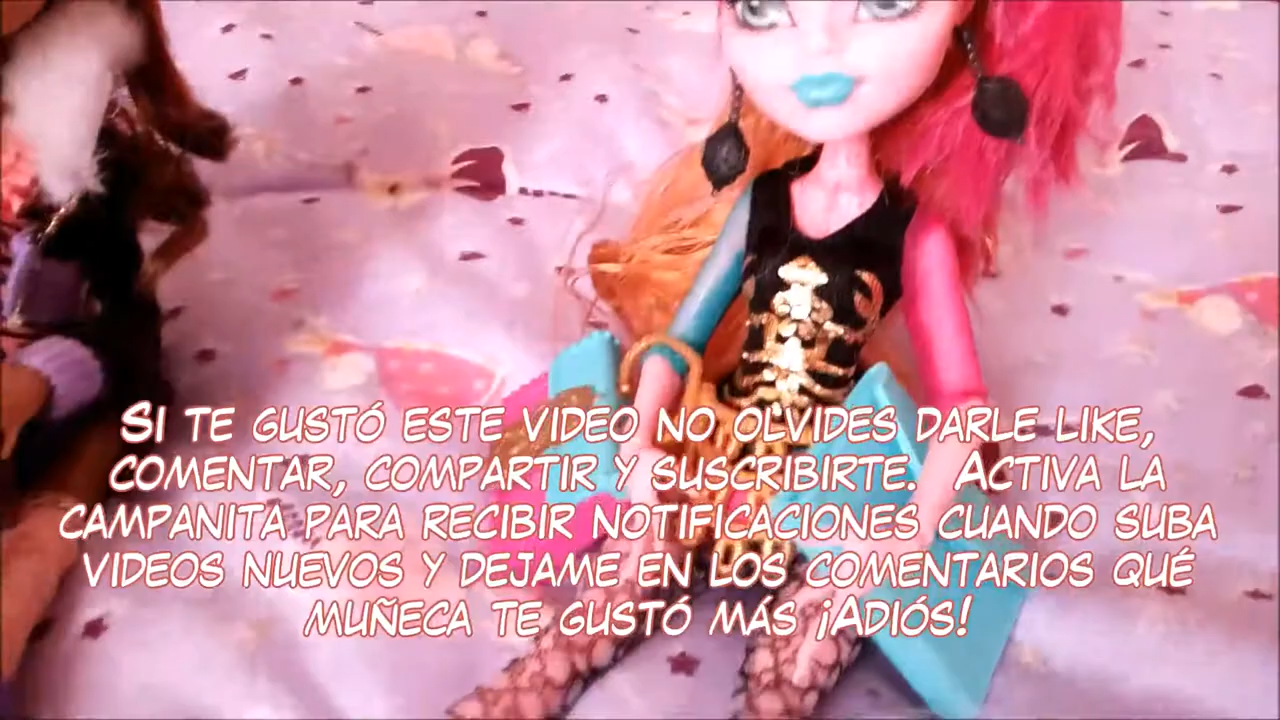 Si te gustó este video no olvides darle like,
comentar, compartir y suscribirte.  Activa la
campanita para recibir notificaciones cuando suba
videos nuevos y dejame en los comentarios qué
muñeca te gustó más ¡Adiós!